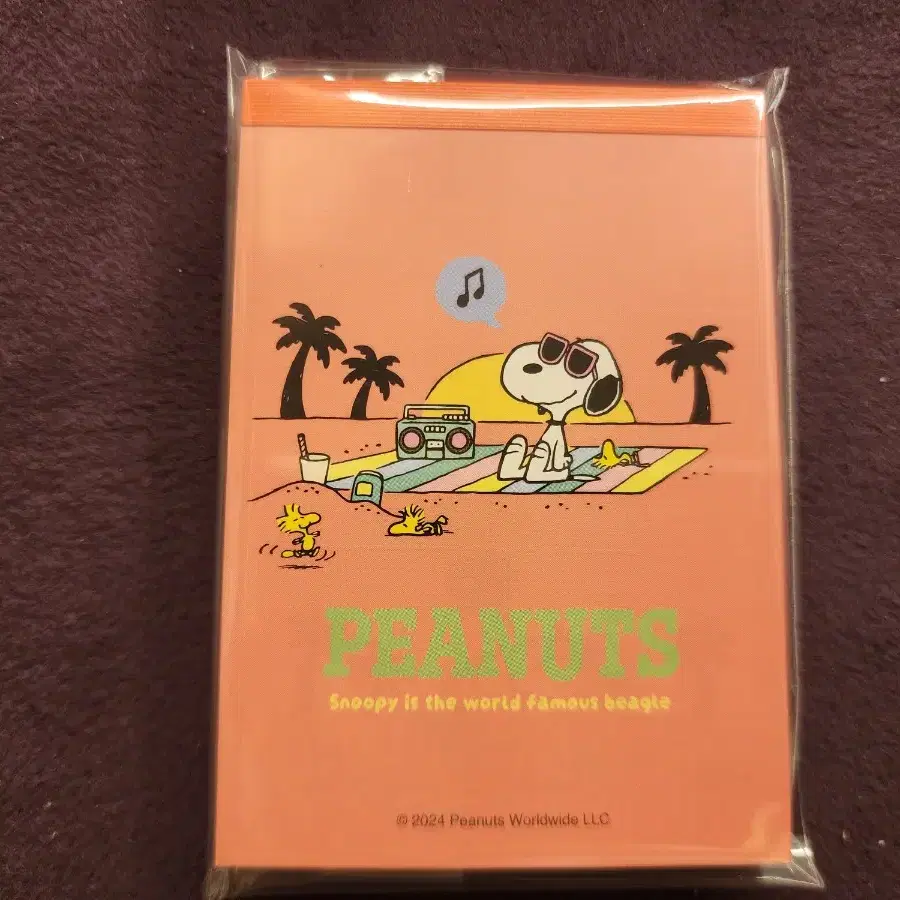 PEANUTS
Snoopy is the world famous beagle
© 2024 Peanuts Worldwide LLC